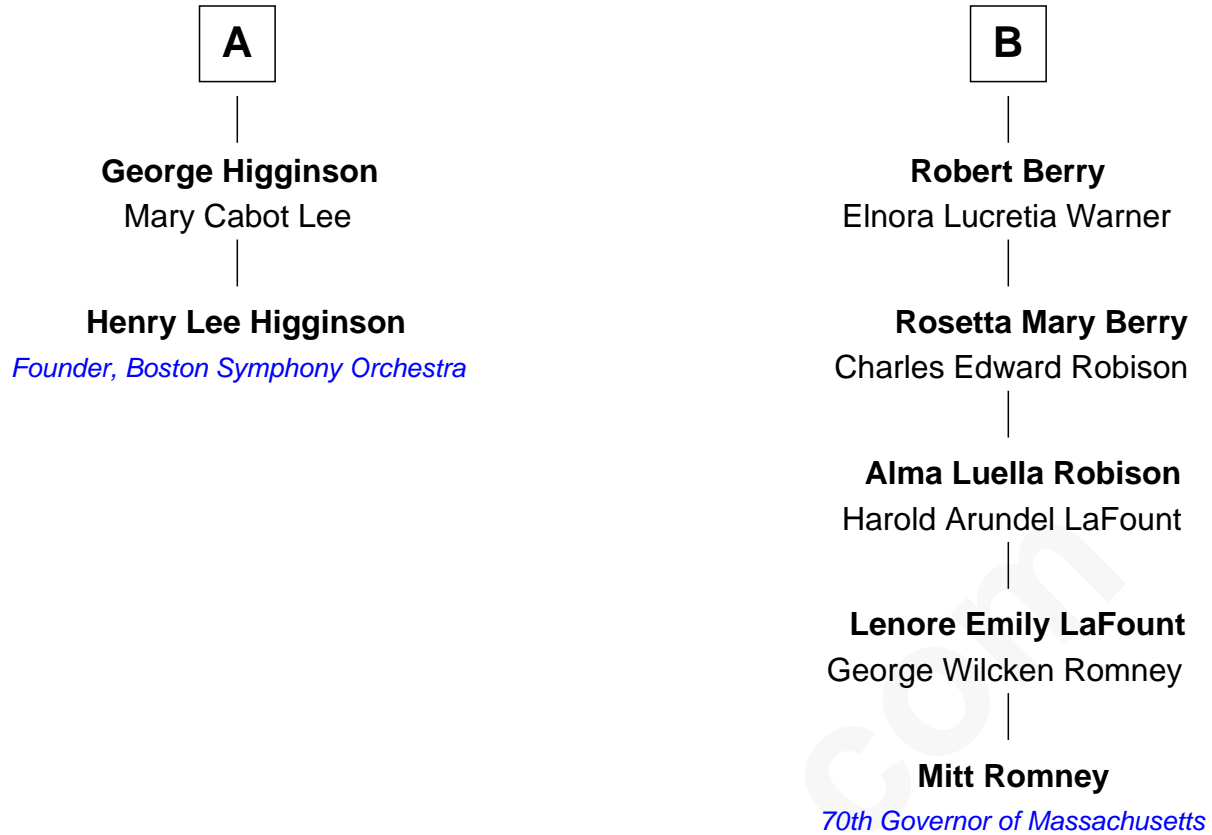 A
George Higginson
Mary Cabot Lee
Henry Lee Higginson
Founder, Boston Symphony Orchestra
B
Robert Berry
Elnora Lucretia Warner
Rosetta Mary Berry
Charles Edward Robison
Alma Luella Robison
Harold Arundel LaFount
Lenore Emily LaFount
George Wilcken Romney
Mitt Romney
70th Governor of Massachusetts
com